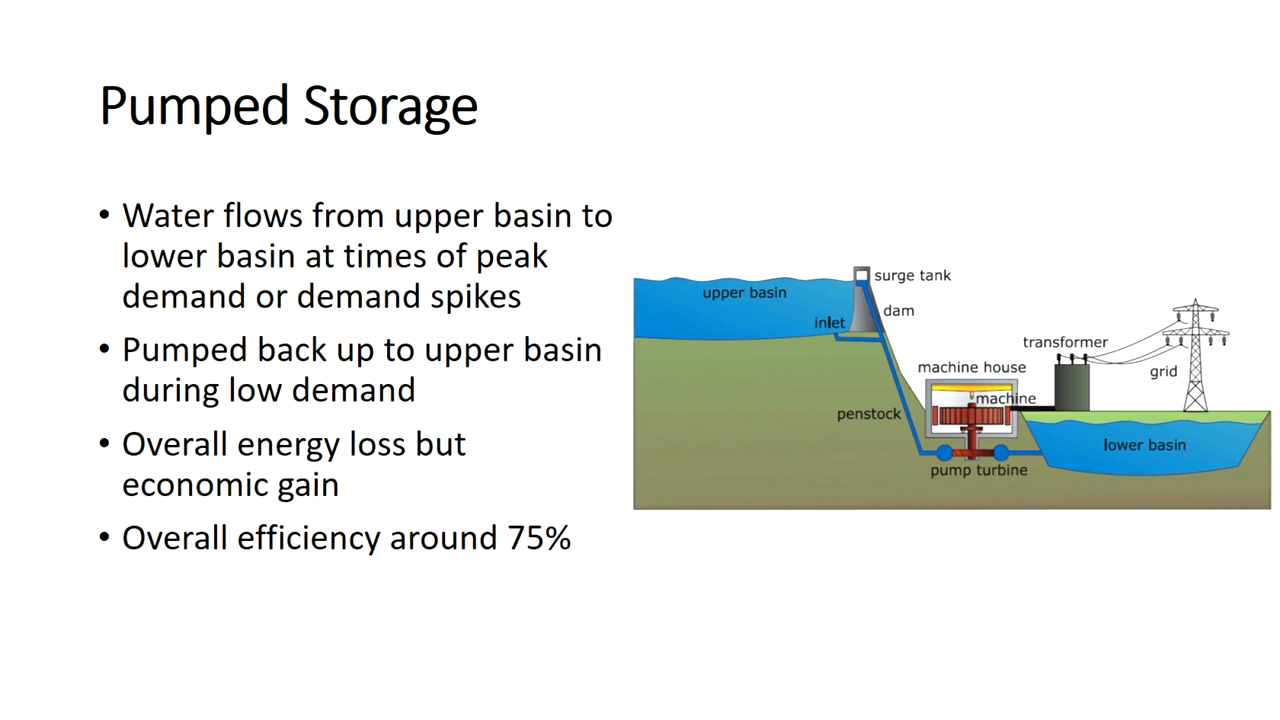 Pumped Storage
• Water flows from upper basin to
lower basin at times of peak
demand or demand spikes
• Pumped back up to upper basin
during low demand
• Overall energy loss but
economic gain
• Overall efficiency around 75%
surge tank
upper basin
dam
inlet
transformer
machine house
grid
machine
penstock
lower basin
pump turbine